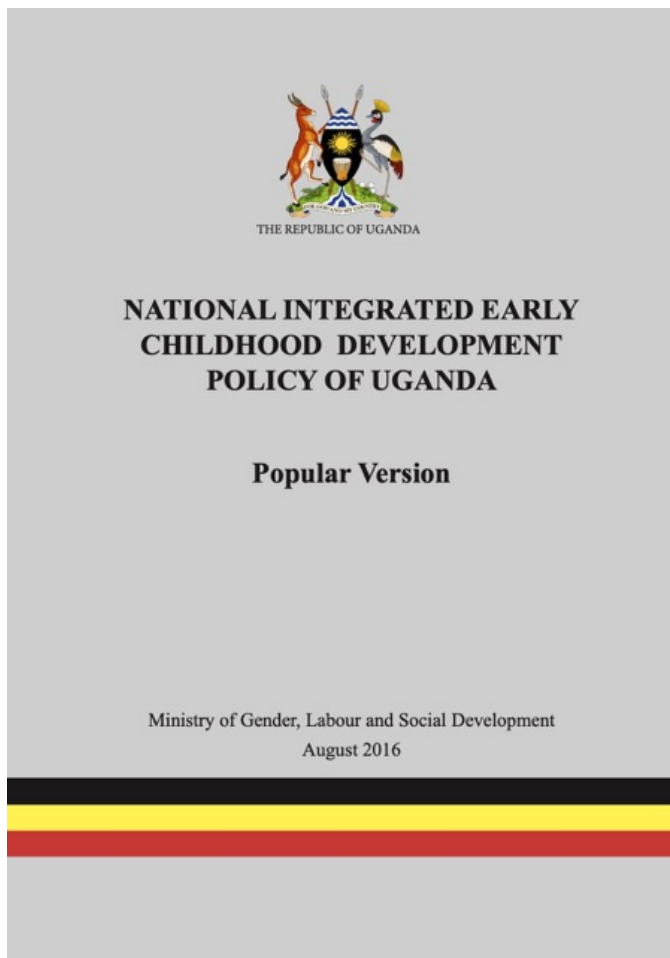 FOR GOD AND MY COUNTRY
THE REPUBLIC OF UGANDA
NATIONAL INTEGRATED EARLY
CHILDHOOD DEVELOPMENT
POLICY OF UGANDA
Popular Version
Ministry of Gender, Labour and Social Development
August 2016